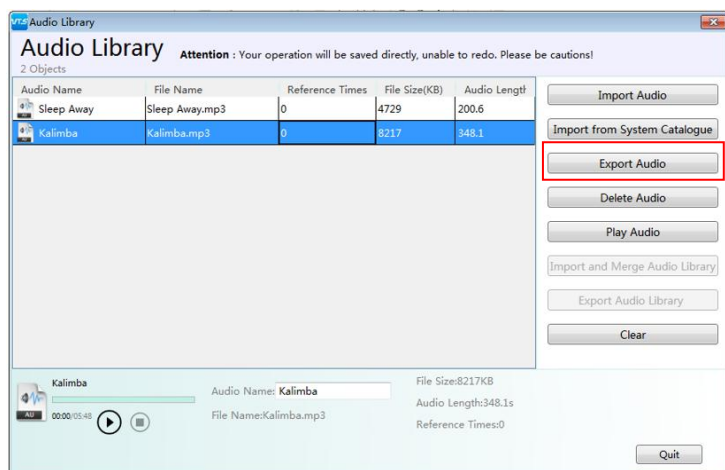 VT.S Audio Library
Audio Library Attention : Your operation will be saved directly, unable to redo. Please be cautions!
2 Objects
Audio Name File Name Reference Times File Size(KB) Audio Length
Sleep Away Sleep Away.mp3 0 4729 200.6
Kalimba Kalimba.mp3 0 8217 348.1
Import Audio
Import from System Catalogue
Export Audio
Delete Audio
Play Audio
Import and Merge Audio Library
Export Audio Library
Clear
Kalimba
AU 00:00/05:48
Audio Name: Kalimba
File Name:Kalimba.mp3
File Size:8217KB
Audio Length:348.1s
Reference Times:0
Quit